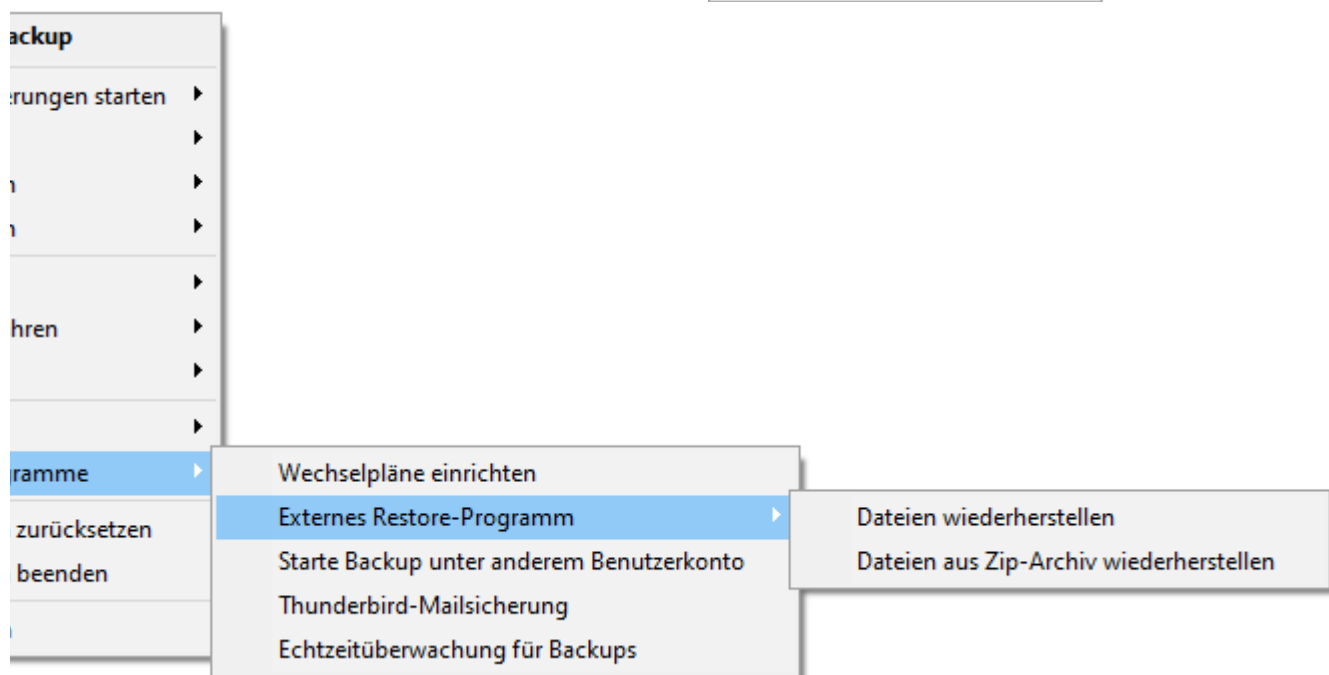 ackup
erungen starten
n
n
hren
ramme
zurücksetzen
beenden
Wechselpläne einrichten
Externes Restore-Programm
Starte Backup unter anderem Benutzerkonto
Thunderbird-Mailsicherung
Echtzeitüberwachung für Backups
Dateien wiederherstellen
Dateien aus Zip-Archiv wiederherstellen